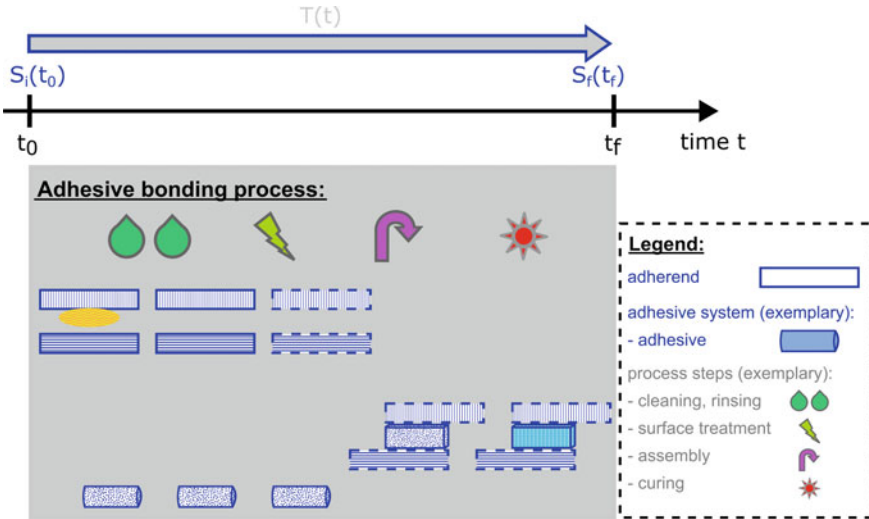 T(t)
Si(t0)
Sf(tf)
t0
tf
time t
Adhesive bonding process:
Legend:
adherend
adhesive system (exemplary):
- adhesive
process steps (exemplary):
- cleaning, rinsing
- surface treatment
- assembly
- curing